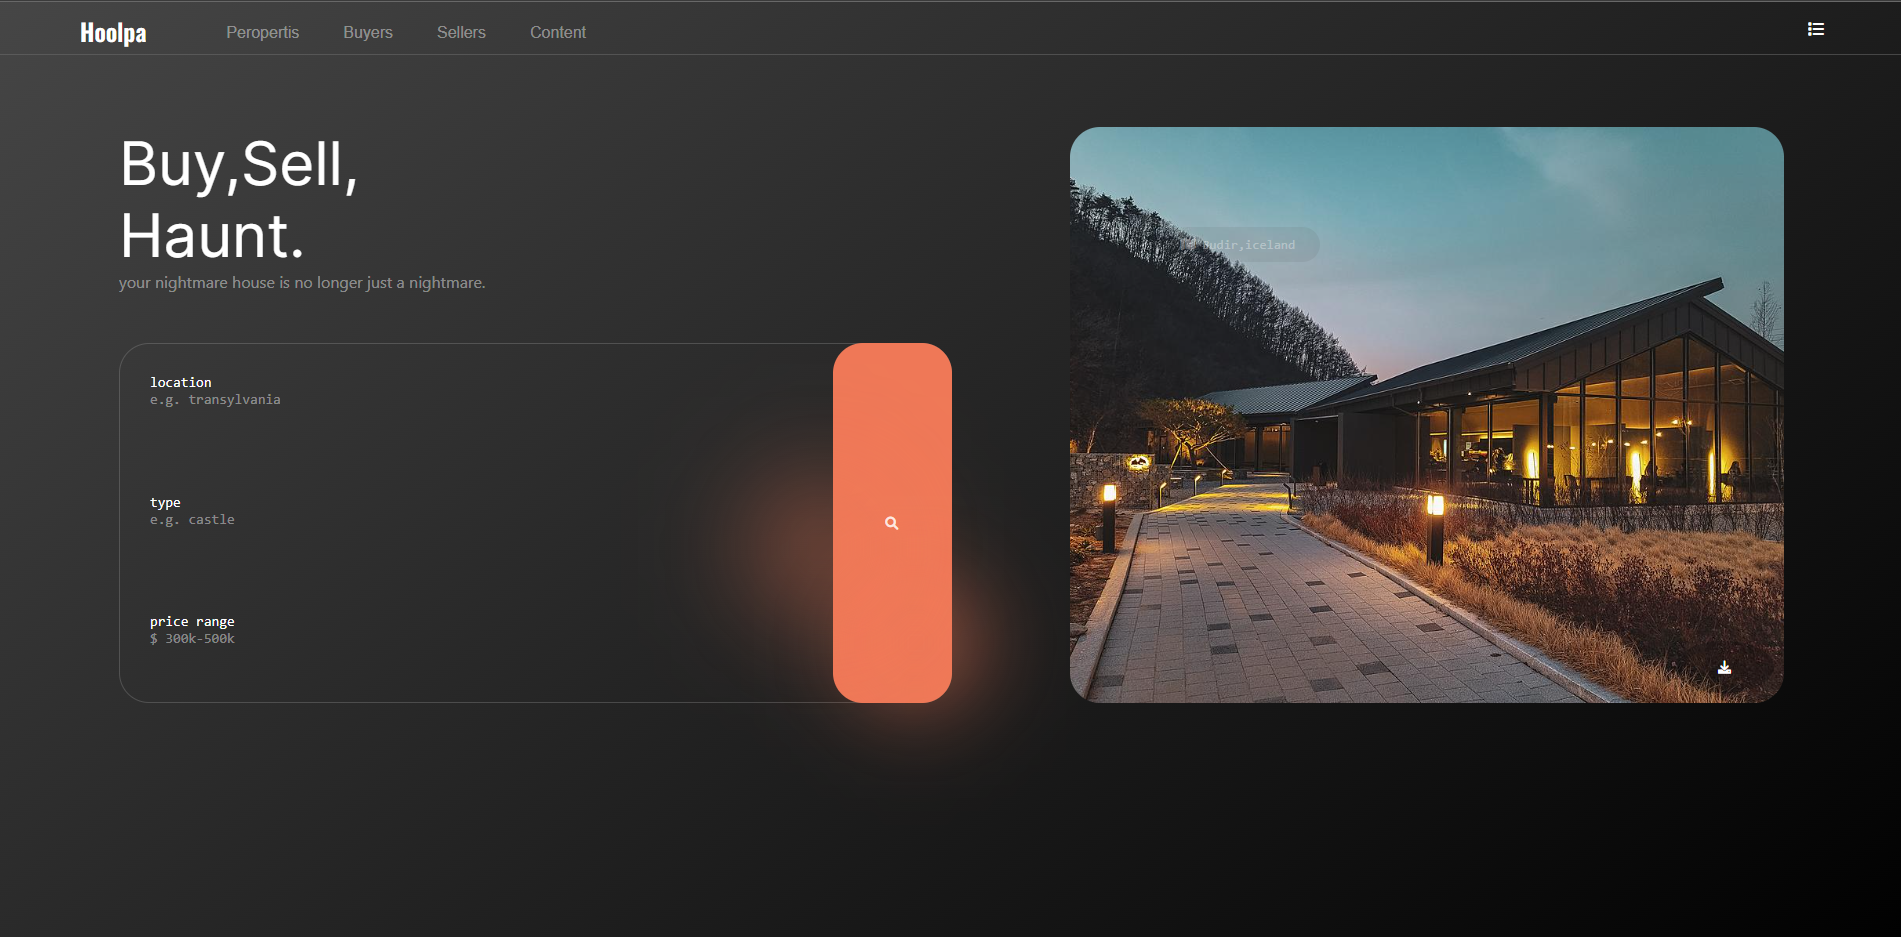 Hoolpa
Peropertis
Buyers
Sellers
Content
Buy,Sell,
Haunt.
your nightmare house is no longer just a nightmare.
location
e.g. transylvania
type
e.g. castle
price range
$ 300k-500k
udir,iceland